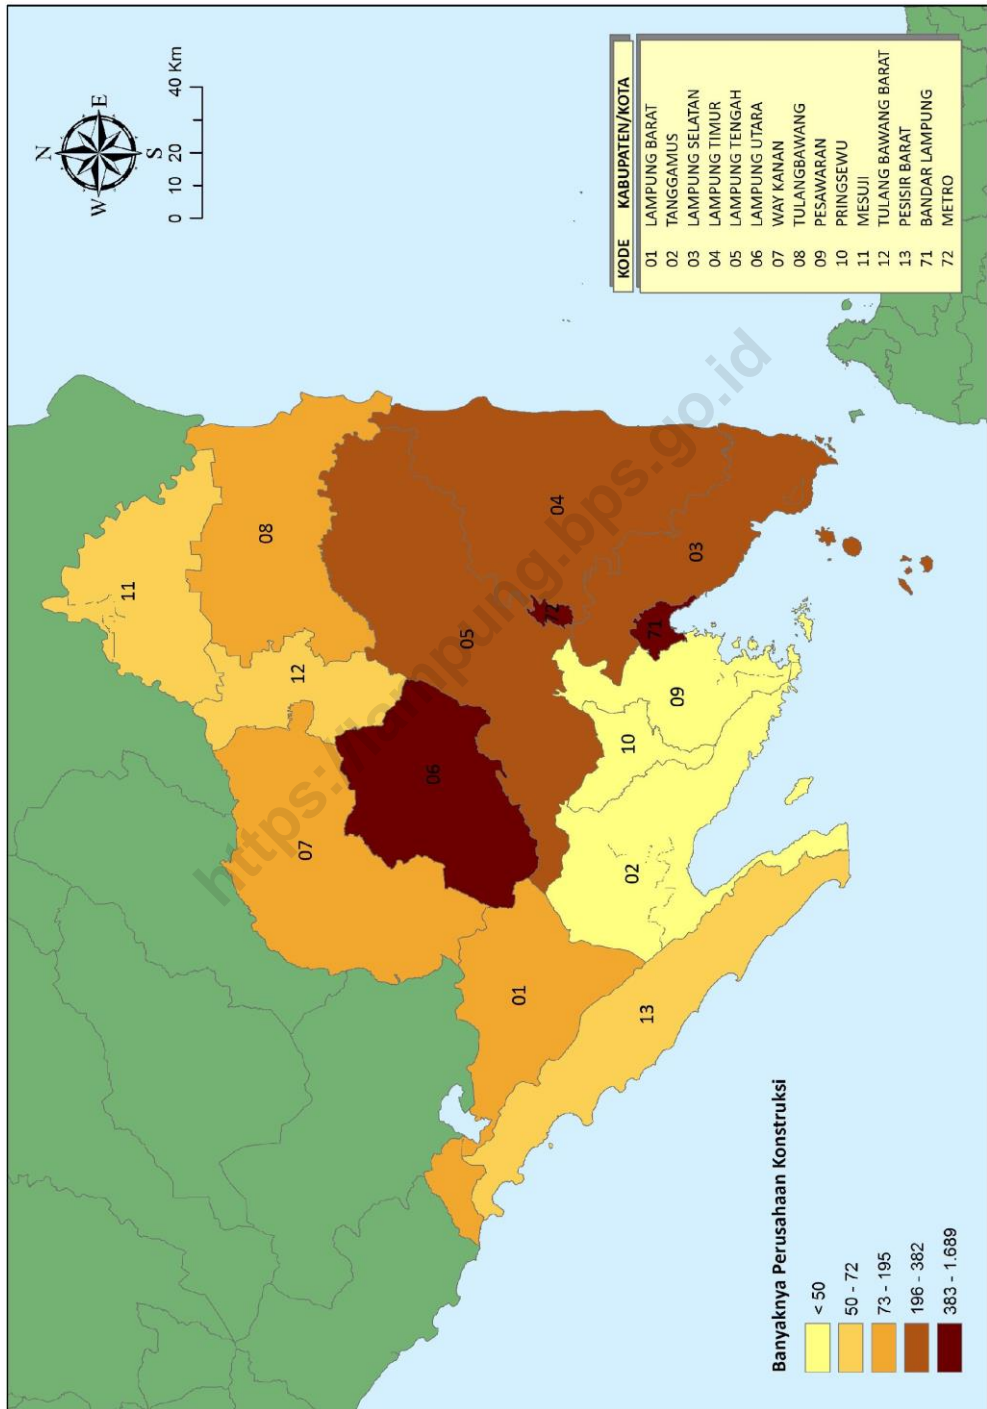 N
W
E
S
0 10 20 40 Km
KODE KABUPATEN/KOTA
01 LAMPUNG BARAT
02 TANGGAMUS
03 LAMPUNG SELATAN
04 LAMPUNG TIMUR
05 LAMPUNG TENGAH
06 LAMPUNG UTARA
07 WAY KANAN
08 TULANGBAWANG
09 PESAWARAN
10 PRINGSEWU
11 MESUJI
12 TULANG BAWANG BARAT
13 PESISIR BARAT
71 BANDAR LAMPUNG
72 METRO
11
08
12
07
06
05
04
72
03
71
10
09
02
01
13
https://lampung.bps.go.id
Banyaknya Perusahaan Konstruksi
< 50
50 - 72
73 - 195
196 - 382
383 - 1.689